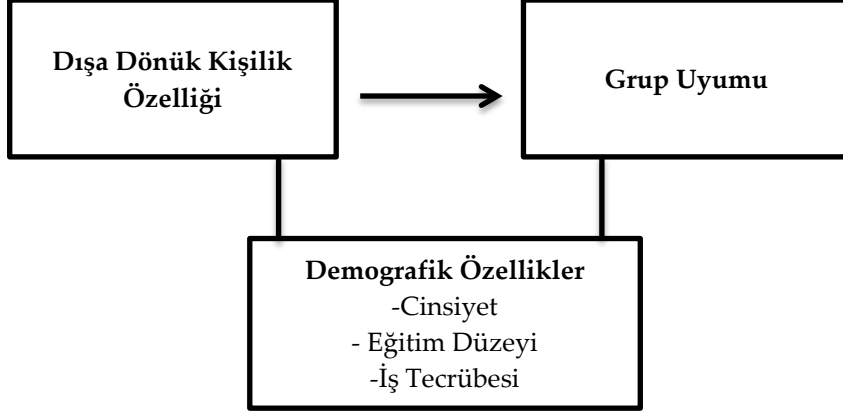 Dışa Dönük Kişilik
Özelliği
Grup Uyumu
Demografik Özellikler
-Cinsiyet
- Eğitim Düzeyi
-İş Tecrübesi